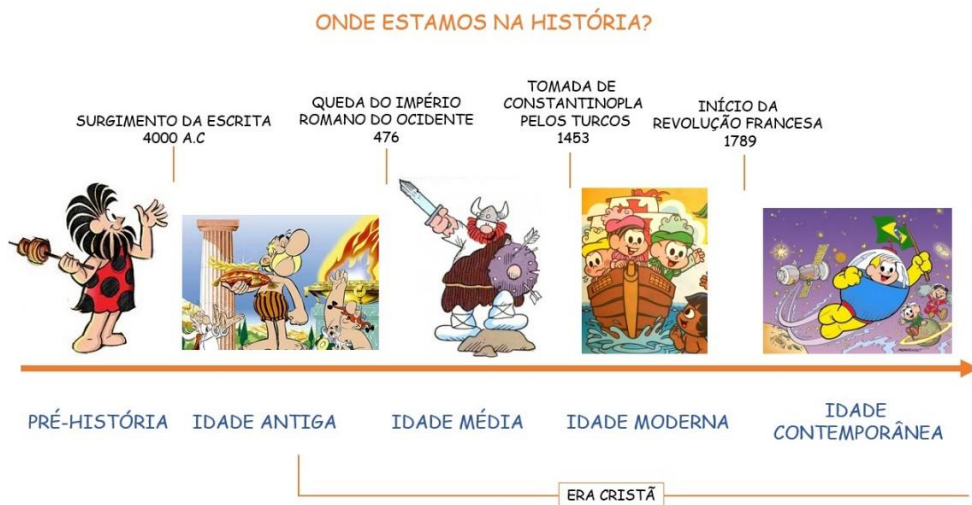 ONDE ESTAMOS NA HISTÓRIA?
SURGIMENTO DA ESCRITA
4000 A.C
QUEDA DO IMPÉRIO
ROMANO DO OCIDENTE
476
TOMADA DE
CONSTANTINOPLA
PELOS TURCOS
1453
INÍCIO DA
REVOLUÇÃO FRANCESA
1789
PRÉ-HISTÓRIA
IDADE ANTIGA
IDADE MÉDIA
IDADE MODERNA
IDADE
CONTEMPORÂNEA
ERA CRISTÃ